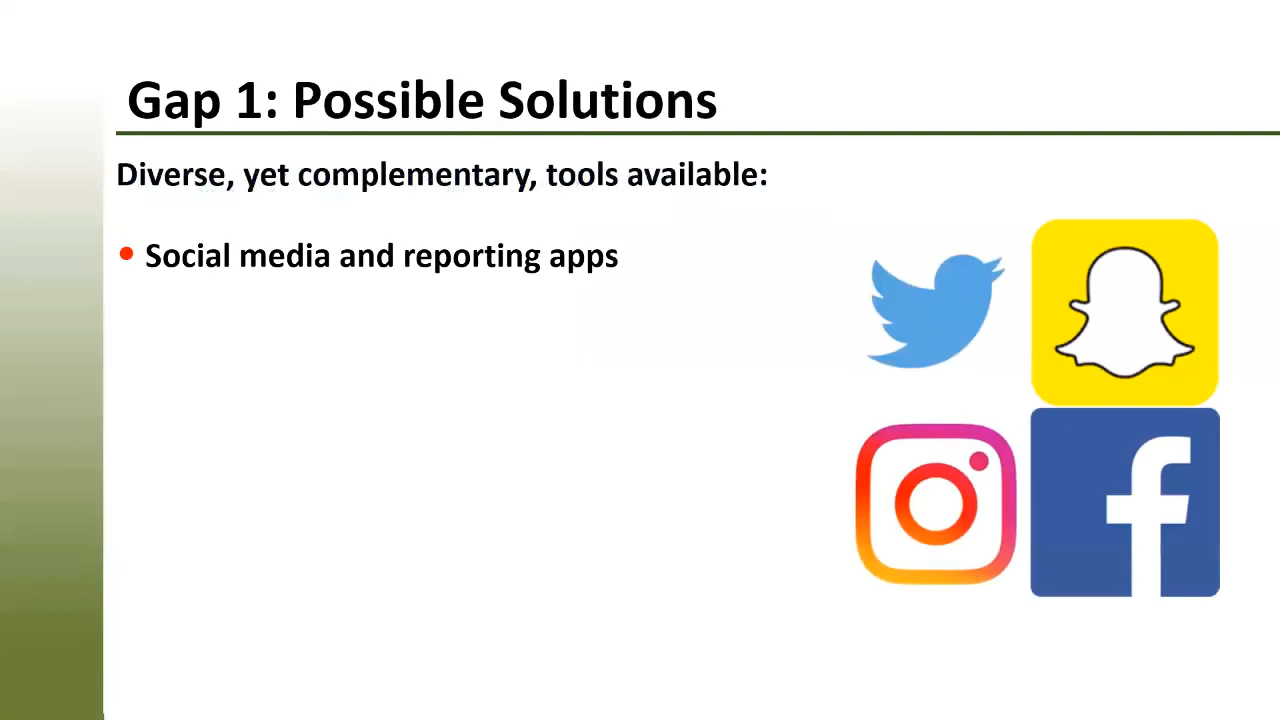 Gap 1: Possible Solutions
Diverse, yet complementary, tools available:
• Social media and reporting apps